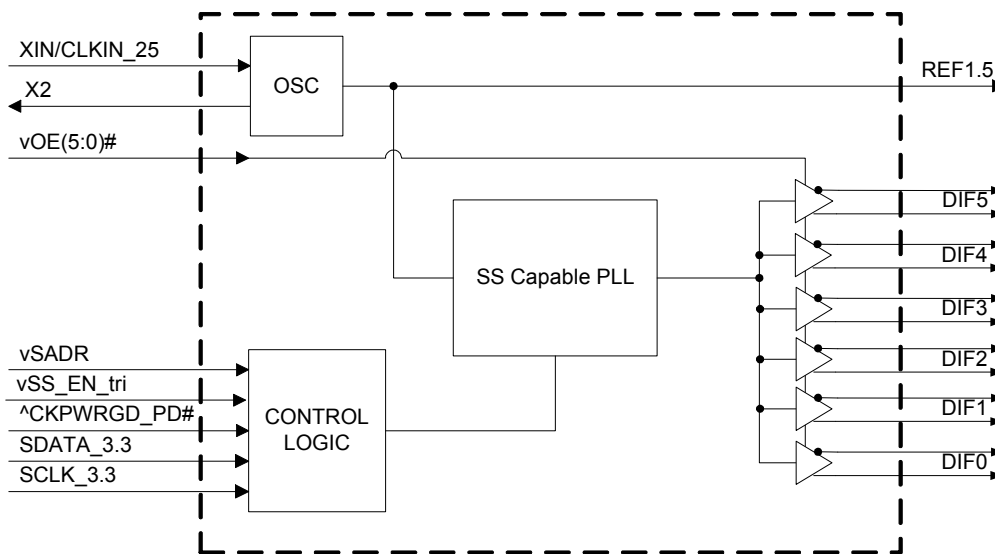 XIN/CLKIN_25
X2
vOE(5:0)#
OSC
REF1.5
DIF5
DIF4
DIF3
DIF2
DIF1
DIF0
SS Capable PLL
vSADR
vSS_EN_tri
^CKPWRGD_PD#
SDATA_3.3
SCLK_3.3
CONTROL
LOGIC